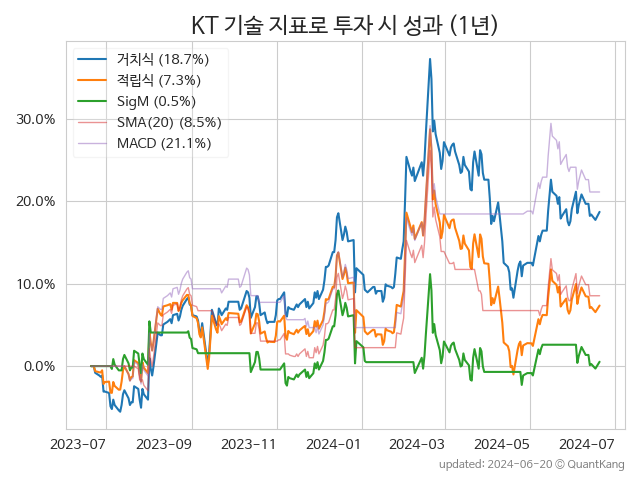 KT 기술 지표로 투자 시 성과 (1년)
거치식 (18.7%)
적립식 (7.3%)
SigM (0.5%)
SMA(20) (8.5%)
MACD (21.1%)
30.0%
20.0%
10.0%
0.0%
2023-07 2023-09 2023-11 2024-01 2024-03 2024-05 2024-07
updated: 2024-06-20 © QuantKang